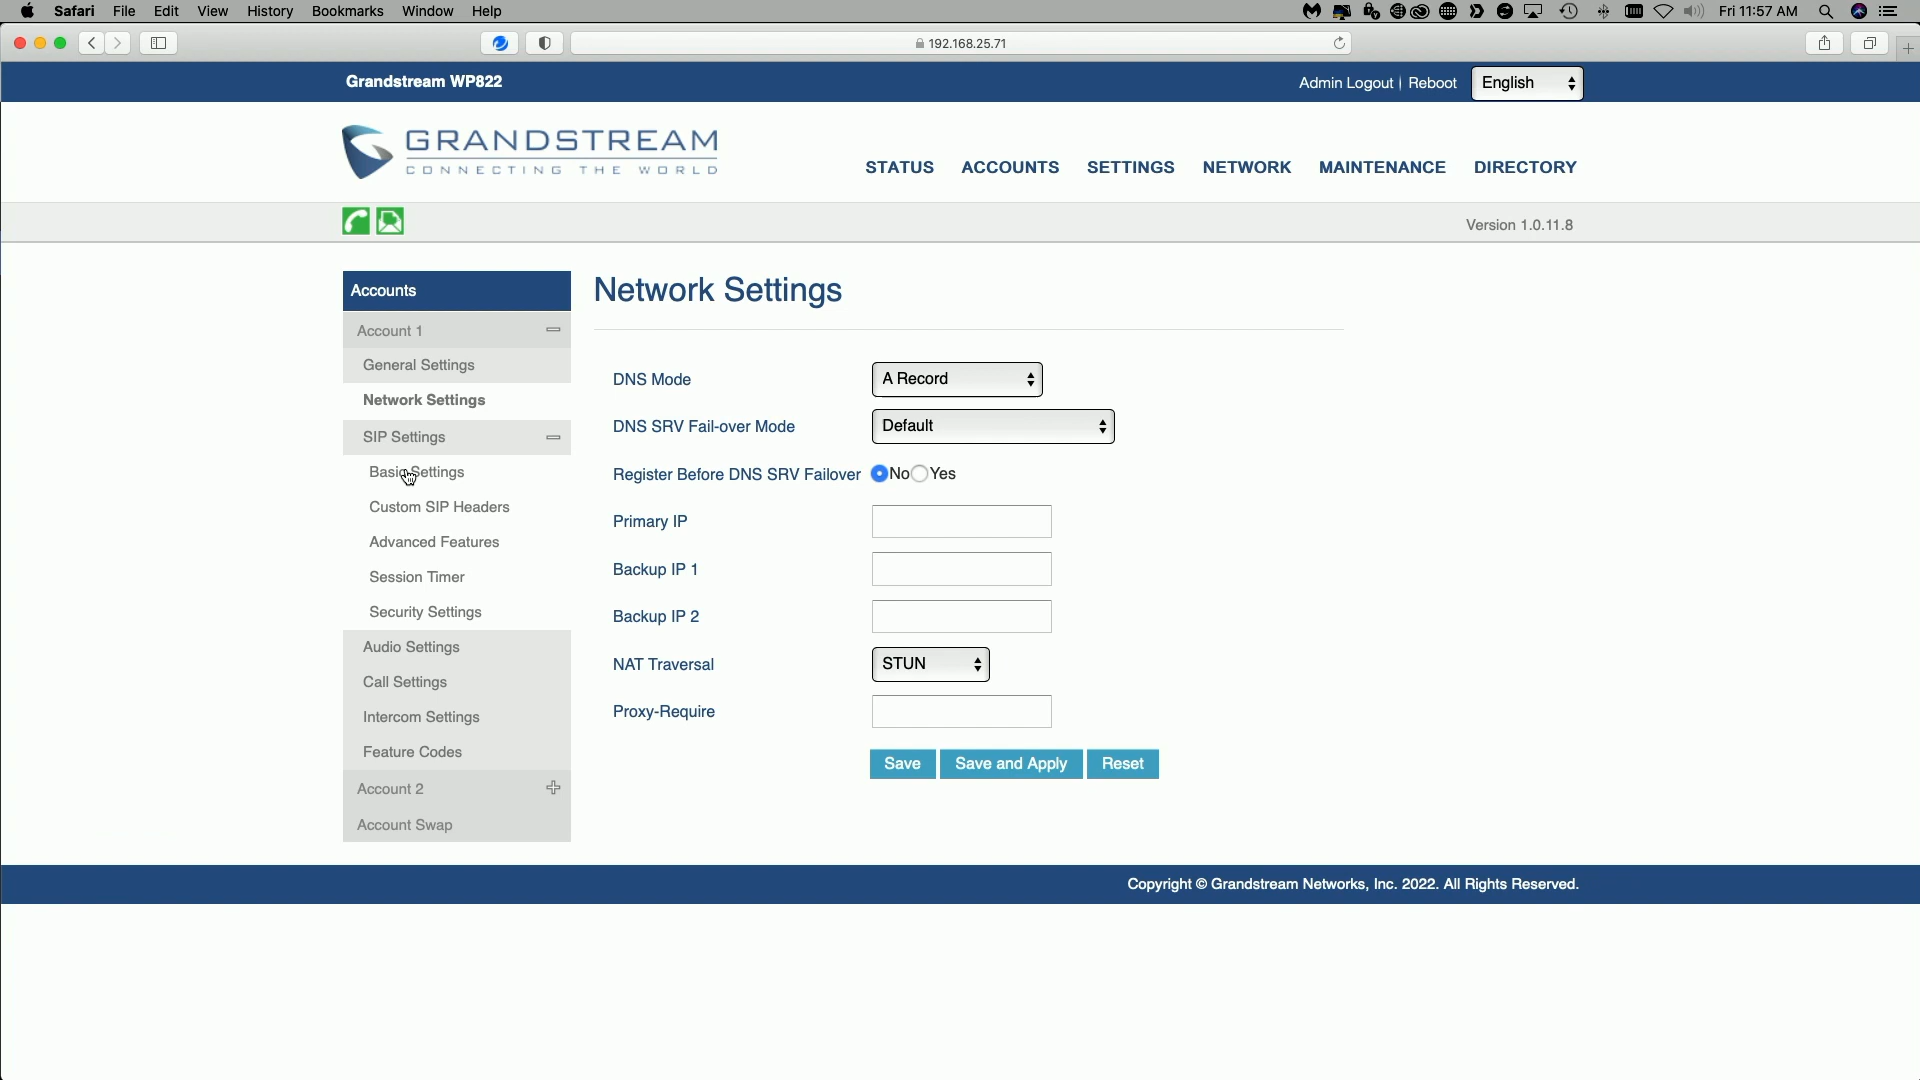 Safari File Edit View History Bookmarks Window Help Fri 11:57 AM
192.168.25.71
Grandstream WP822 Admin Logout | Reboot English
GRANDSTREAM
CONNECTING THE WORLD
STATUS ACCOUNTS SETTINGS NETWORK MAINTENANCE DIRECTORY
Version 1.0.11.8
Accounts
Account 1
General Settings
Network Settings
SIP Settings
Basic Settings
Custom SIP Headers
Advanced Features
Session Timer
Security Settings
Audio Settings
Call Settings
Intercom Settings
Feature Codes
Account 2
Account Swap
Network Settings
DNS Mode A Record
DNS SRV Fail-over Mode Default
Register Before DNS SRV Failover No Yes
Primary IP
Backup IP 1
Backup IP 2
NAT Traversal STUN
Proxy-Require
Save Save and Apply Reset
Copyright © Grandstream Networks, Inc. 2022. All Rights Reserved.